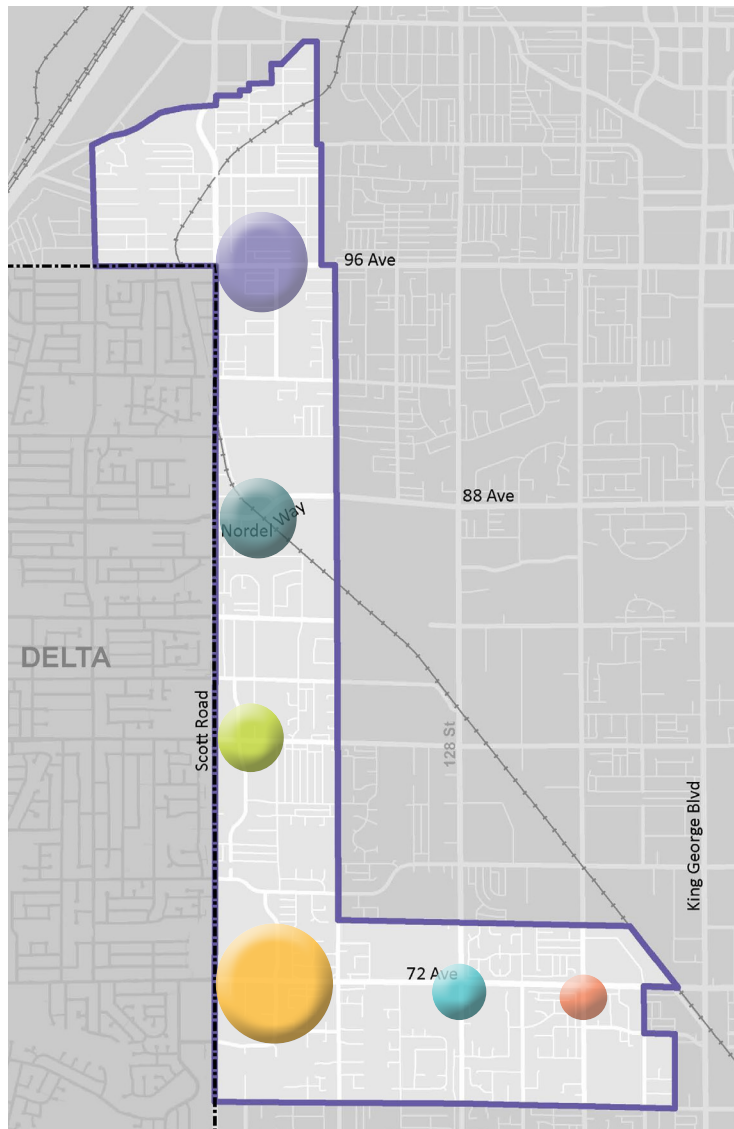 96 Ave
88 Ave
Nordel Way
DELTA
Scott Road
128 St
King George Blvd
72 Ave